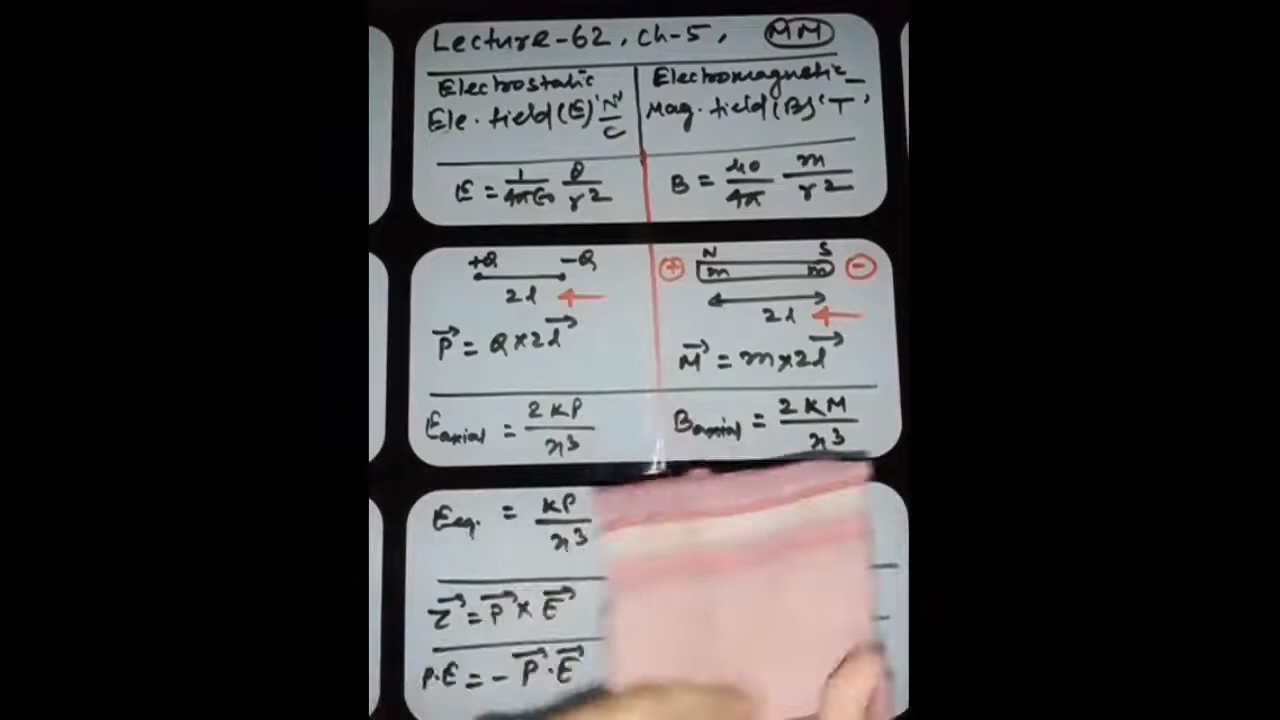 Lecture-62, Ch-5, MM
Electrostatic
Ele. field (E) 'N/C'
Electromagnetic
Mag. field (B) 'T'
E = 1/4πε0 Q/r2
B = μ0/4π m/r2
+Q -Q
2l
P = Q×2l
N S
+ m m -
2l
M = m×2l
Eaxial = 2KP/x3
Baxial = 2KM/x3
Eeq. = KP/x3
τ = P × E
P.E = - P · E